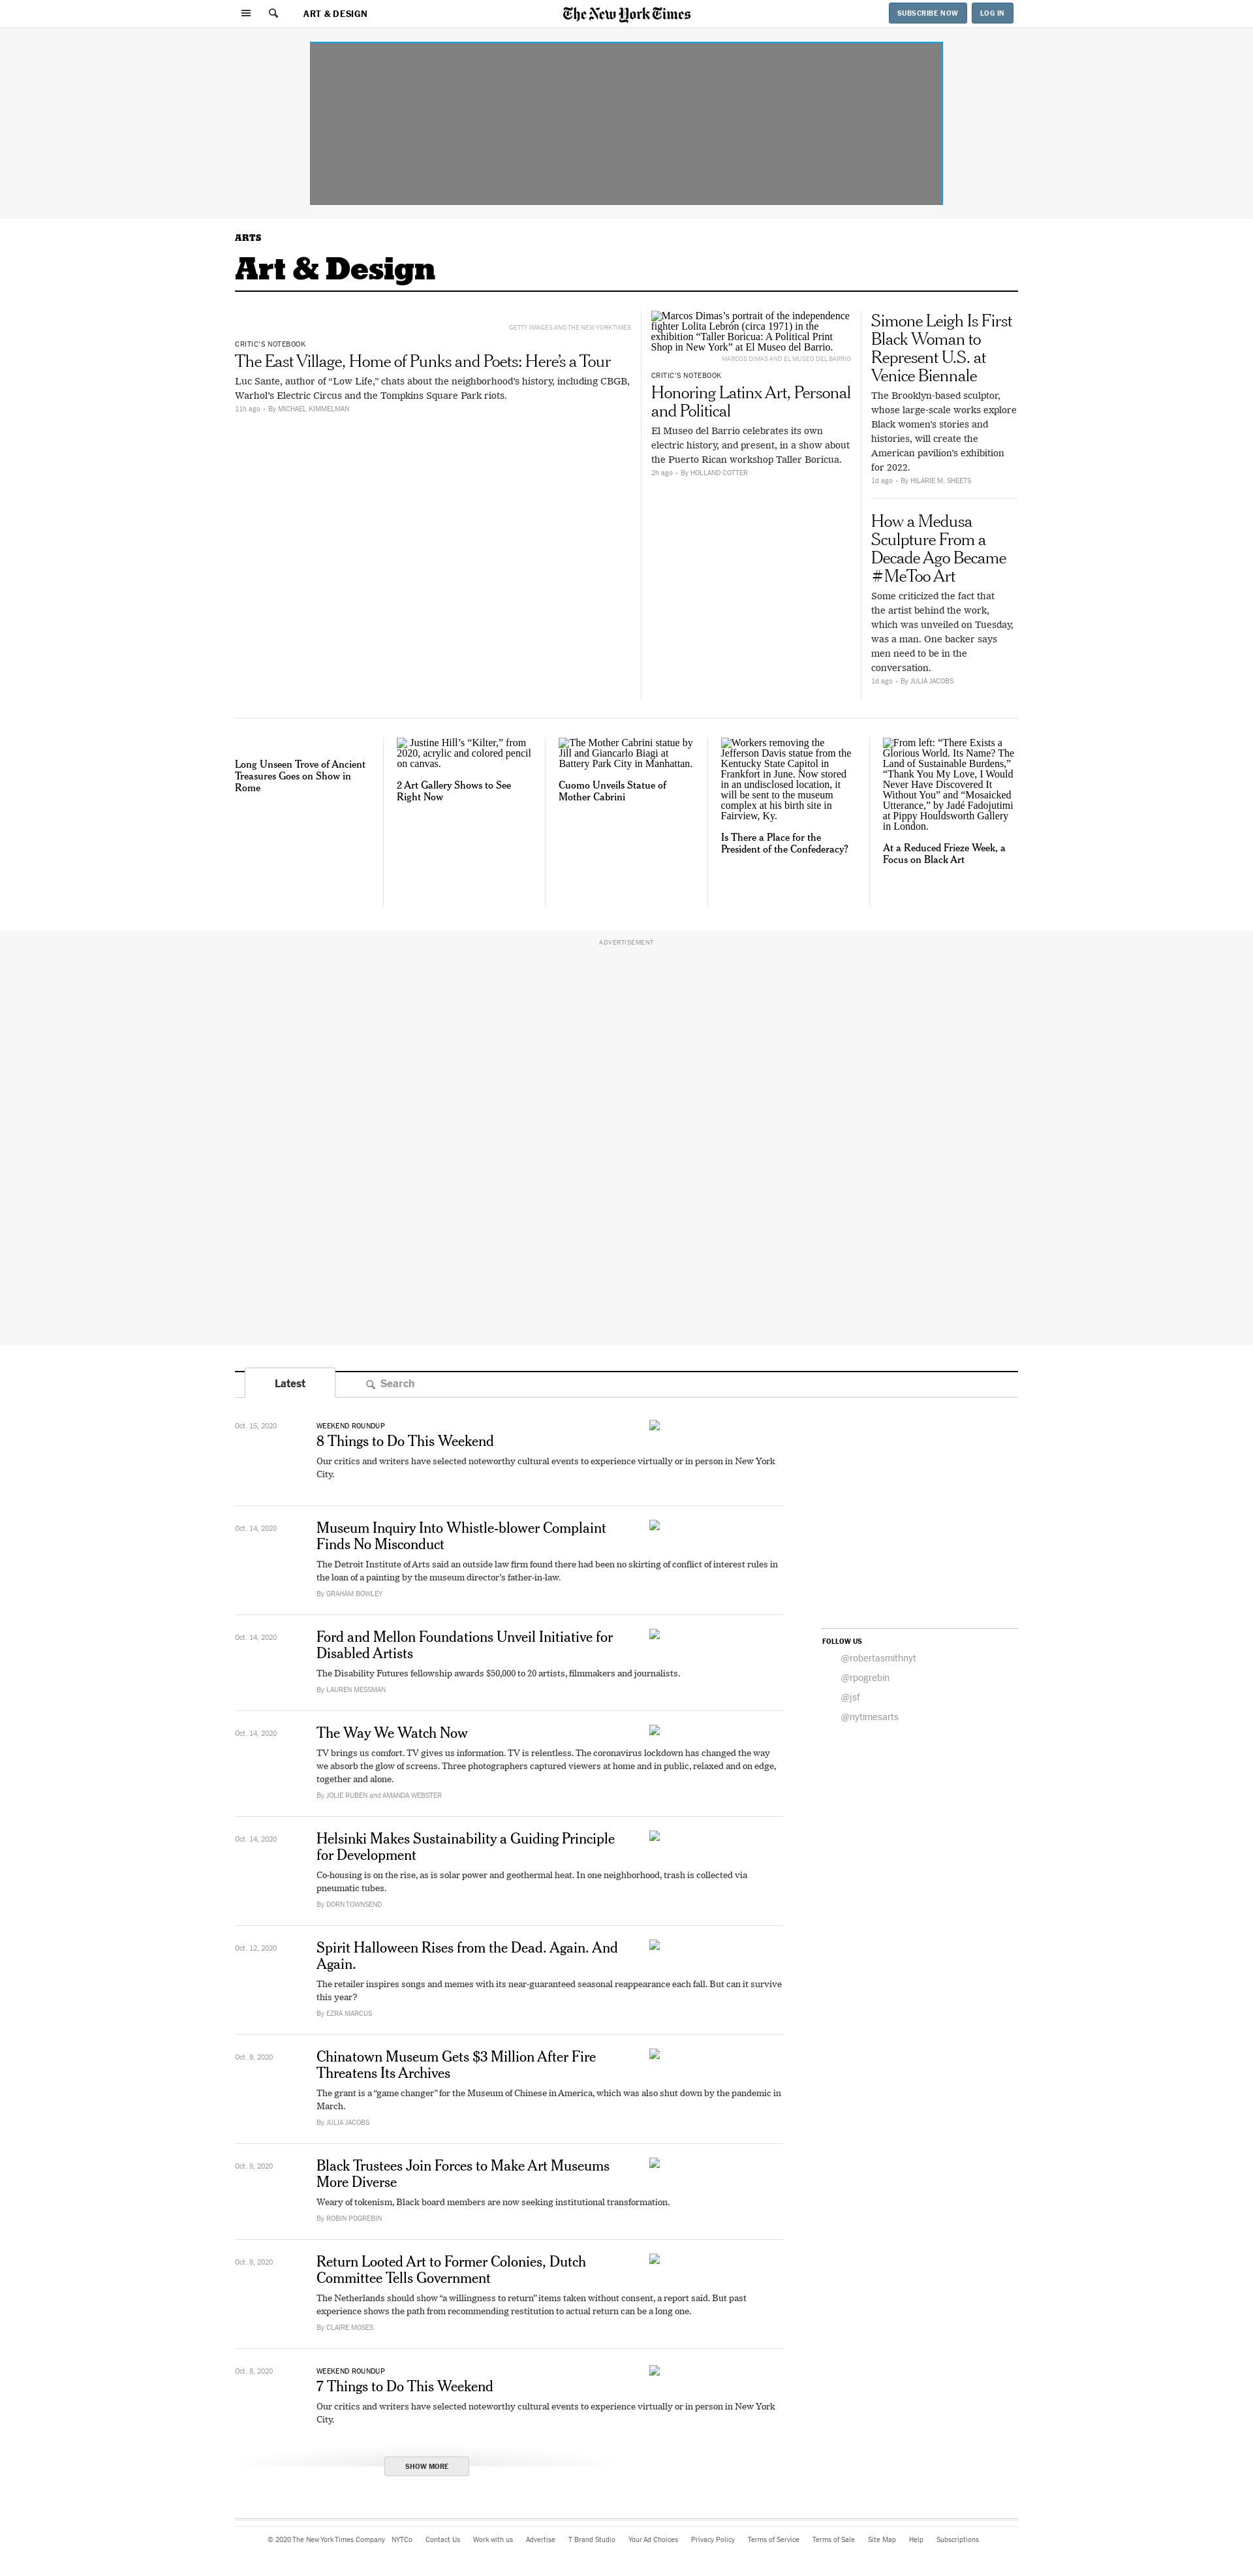 ART & DESIGN
The New York Times
SUBSCRIBE NOW
LOG IN
ARTS
Art & Design
GETTY IMAGES AND THE NEW YORK TIMES
CRITIC'S NOTEBOOK
The East Village, Home of Punks and Poets: Here's a Tour
Luc Sante, author of “Low Life,” chats about the neighborhood's history, including CBGB,
Warhol's Electric Circus and the Tompkins Square Park riots.
11h ago • By MICHAEL KIMMELMAN
Marcos Dimas’s portrait of the independence
fighter Lolita Lebrón (circa 1971) in the
exhibition “Taller Boricua: A Political Print
Shop in New York” at El Museo del Barrio.
MARCOS DIMAS AND EL MUSEO DEL BARRIO
CRITIC'S NOTEBOOK
Honoring Latinx Art, Personal
and Political
El Museo del Barrio celebrates its own
electric history, and present, in a show about
the Puerto Rican workshop Taller Boricua.
2h ago • By HOLLAND COTTER
Simone Leigh Is First
Black Woman to
Represent U.S. at
Venice Biennale
The Brooklyn-based sculptor,
whose large-scale works explore
Black women's stories and
histories, will create the
American pavilion's exhibition
for 2022.
1d ago • By HILARIE M. SHEETS
How a Medusa
Sculpture From a
Decade Ago Became
#MeToo Art
Some criticized the fact that
the artist behind the work,
which was unveiled on Tuesday,
was a man. One backer says
men need to be in the
conversation.
1d ago • By JULIA JACOBS
Long Unseen Trove of Ancient
Treasures Goes on Show in
Rome
Justine Hill’s “Kilter,” from
2020, acrylic and colored pencil
on canvas.
2 Art Gallery Shows to See
Right Now
The Mother Cabrini statue by
Jill and Giancarlo Biagi at
Battery Park City in Manhattan.
Cuomo Unveils Statue of
Mother Cabrini
Workers removing the
Jefferson Davis statue from the
Kentucky State Capitol in
Frankfort in June. Now stored
in an undisclosed location, it
will be sent to the museum
complex at his birth site in
Fairview, Ky.
Is There a Place for the
President of the Confederacy?
From left: “There Exists a
Glorious World. Its Name? The
Land of Sustainable Burdens,”
“Thank You My Love, I Would
Never Have Discovered It
Without You” and “Mosaicked
Utterance,” by Jadé Fadojutimi
at Pippy Houldsworth Gallery
in London.
At a Reduced Frieze Week, a
Focus on Black Art
ADVERTISEMENT
Latest
Search
Oct. 15, 2020
WEEKEND ROUNDUP
8 Things to Do This Weekend
Our critics and writers have selected noteworthy cultural events to experience virtually or in person in New York
City.
Oct. 14, 2020
Museum Inquiry Into Whistle-blower Complaint
Finds No Misconduct
The Detroit Institute of Arts said an outside law firm found there had been no skirting of conflict of interest rules in
the loan of a painting by the museum director's father-in-law.
By GRAHAM BOWLEY
Oct. 14, 2020
Ford and Mellon Foundations Unveil Initiative for
Disabled Artists
The Disability Futures fellowship awards $50,000 to 20 artists, filmmakers and journalists.
By LAUREN MESSMAN
Oct. 14, 2020
The Way We Watch Now
TV brings us comfort. TV gives us information. TV is relentless. The coronavirus lockdown has changed the way
we absorb the glow of screens. Three photographers captured viewers at home and in public, relaxed and on edge,
together and alone.
By JOLIE RUBEN and AMANDA WEBSTER
Oct. 14, 2020
Helsinki Makes Sustainability a Guiding Principle
for Development
Co-housing is on the rise, as is solar power and geothermal heat. In one neighborhood, trash is collected via
pneumatic tubes.
By DORN TOWNSEND
Oct. 12, 2020
Spirit Halloween Rises from the Dead. Again. And
Again.
The retailer inspires songs and memes with its near-guaranteed seasonal reappearance each fall. But can it survive
this year?
By EZRA MARCUS
Oct. 9, 2020
Chinatown Museum Gets $3 Million After Fire
Threatens Its Archives
The grant is a “game changer” for the Museum of Chinese in America, which was also shut down by the pandemic in
March.
By JULIA JACOBS
Oct. 9, 2020
Black Trustees Join Forces to Make Art Museums
More Diverse
Weary of tokenism, Black board members are now seeking institutional transformation.
By ROBIN POGREBIN
Oct. 9, 2020
Return Looted Art to Former Colonies, Dutch
Committee Tells Government
The Netherlands should show “a willingness to return” items taken without consent, a report said. But past
experience shows the path from recommending restitution to actual return can be a long one.
By CLAIRE MOSES
Oct. 8, 2020
WEEKEND ROUNDUP
7 Things to Do This Weekend
Our critics and writers have selected noteworthy cultural events to experience virtually or in person in New York
City.
SHOW MORE
FOLLOW US
@robertasmithnyt
@rpogrebin
@jsf
@nytimesarts
© 2020 The New York Times Company NYTCo Contact Us Work with us Advertise T Brand Studio Your Ad Choices Privacy Policy Terms of Service Terms of Sale Site Map Help Subscriptions